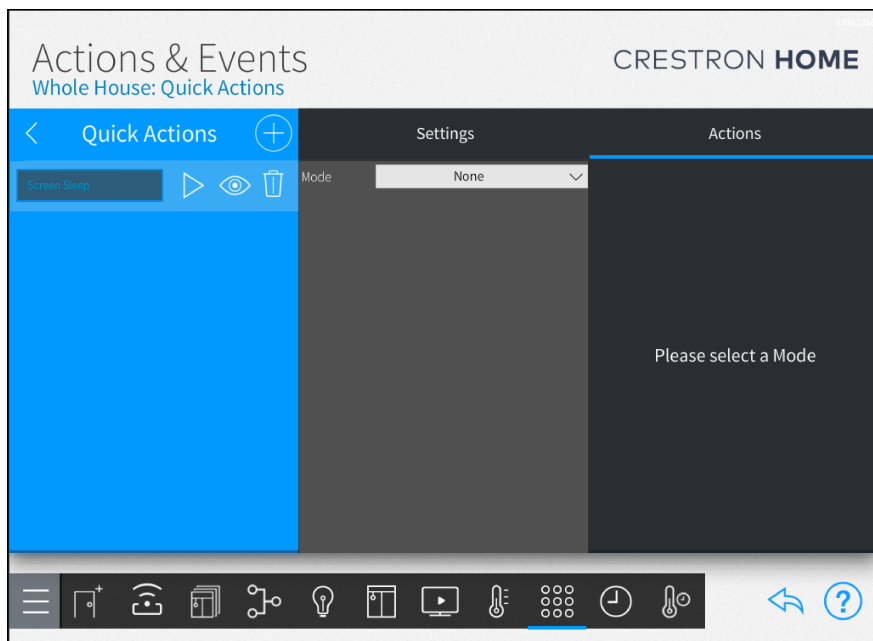 Actions & Events
CRESTRON HOME
Whole House: Quick Actions
Quick Actions
Settings
Actions
Screen Sleep
Mode
None
Please select a Mode
?